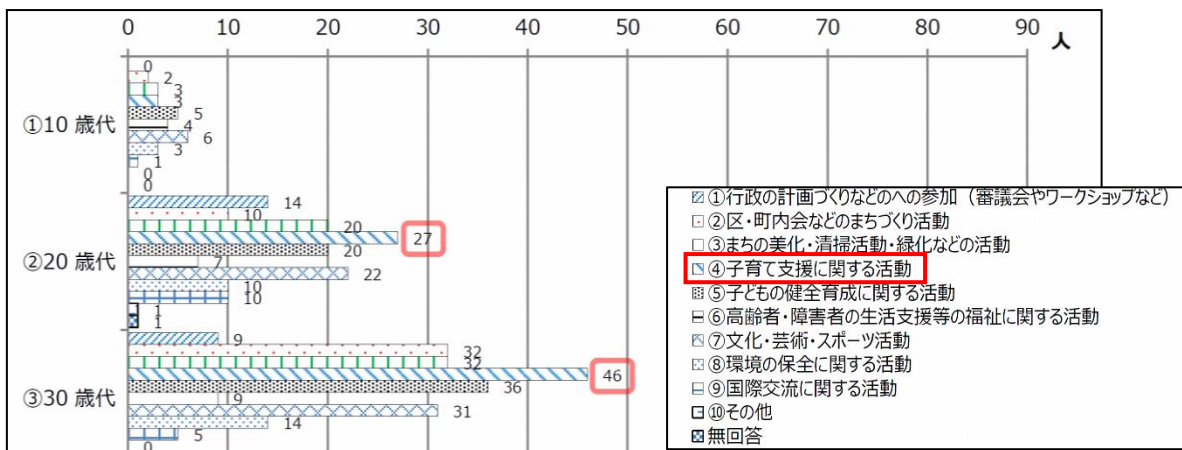 0 10 20 30 40 50 60 70 80 90
人
①10 歳代
0
2
3
3
5
4
6
3
1
0
0
②20 歳代
14
10
20
27
20
7
22
10
10
1
1
③30 歳代
9
32
32
46
36
9
31
14
5
0
①行政の計画づくりなどのへの参加（審議会やワークショップなど）
②区・町内会などのまちづくり活動
③まちの美化・清掃活動・緑化などの活動
④子育て支援に関する活動
⑤子どもの健全育成に関する活動
⑥高齢者・障害者の生活支援等の福祉に関する活動
⑦文化・芸術・スポーツ活動
⑧環境の保全に関する活動
⑨国際交流に関する活動
⑩その他
無回答